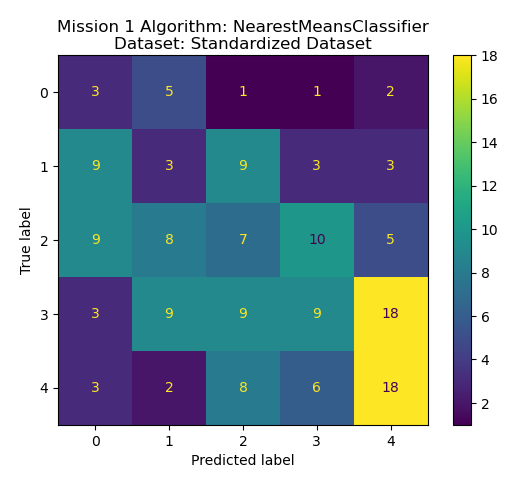 Mission 1 Algorithm: NearestMeansClassifier
Dataset: Standardized Dataset
True label
0 3 5 1 1 2
1 9 3 9 3 3
2 9 8 7 10 5
3 3 9 9 9 18
4 3 2 8 6 18
0 1 2 3 4
Predicted label
18
16
14
12
10
8
6
4
2